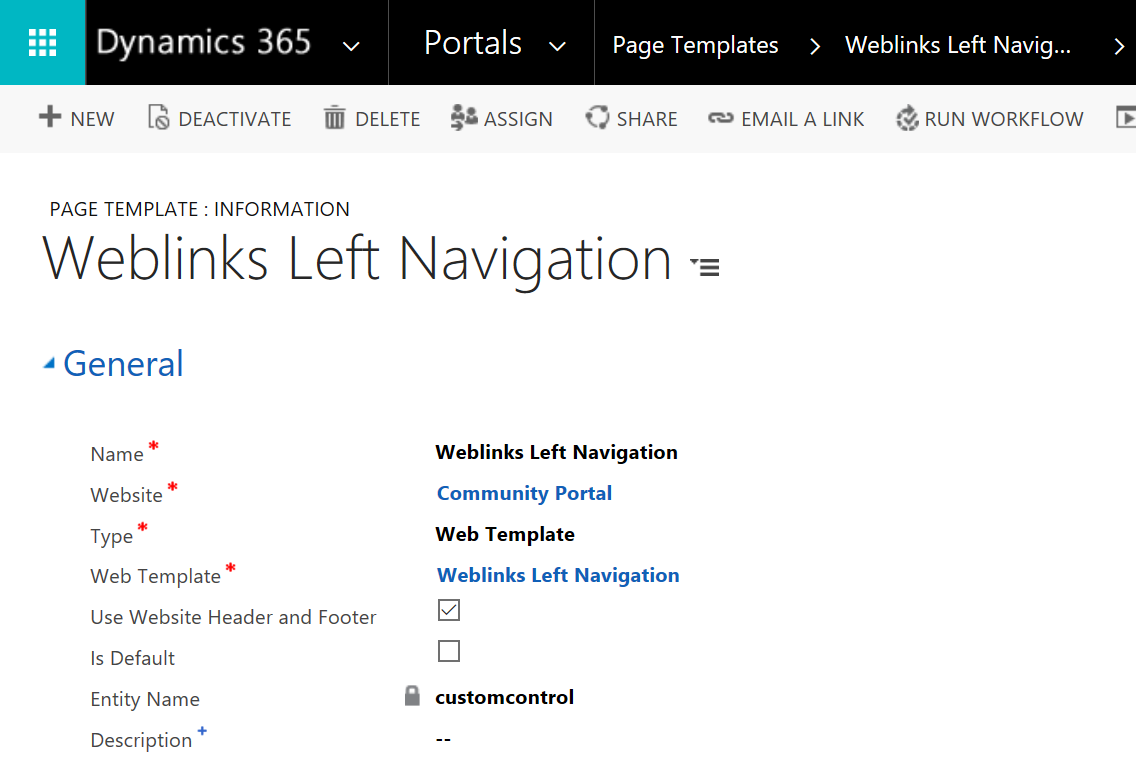 Dynamics 365 Portals Page Templates Weblinks Left Navig...
NEW DEACTIVATE DELETE ASSIGN SHARE EMAIL A LINK RUN WORKFLOW
PAGE TEMPLATE : INFORMATION
Weblinks Left Navigation
General
Name * Weblinks Left Navigation
Website * Community Portal
Type * Web Template
Web Template * Weblinks Left Navigation
Use Website Header and Footer
Is Default
Entity Name customcontrol
Description + --